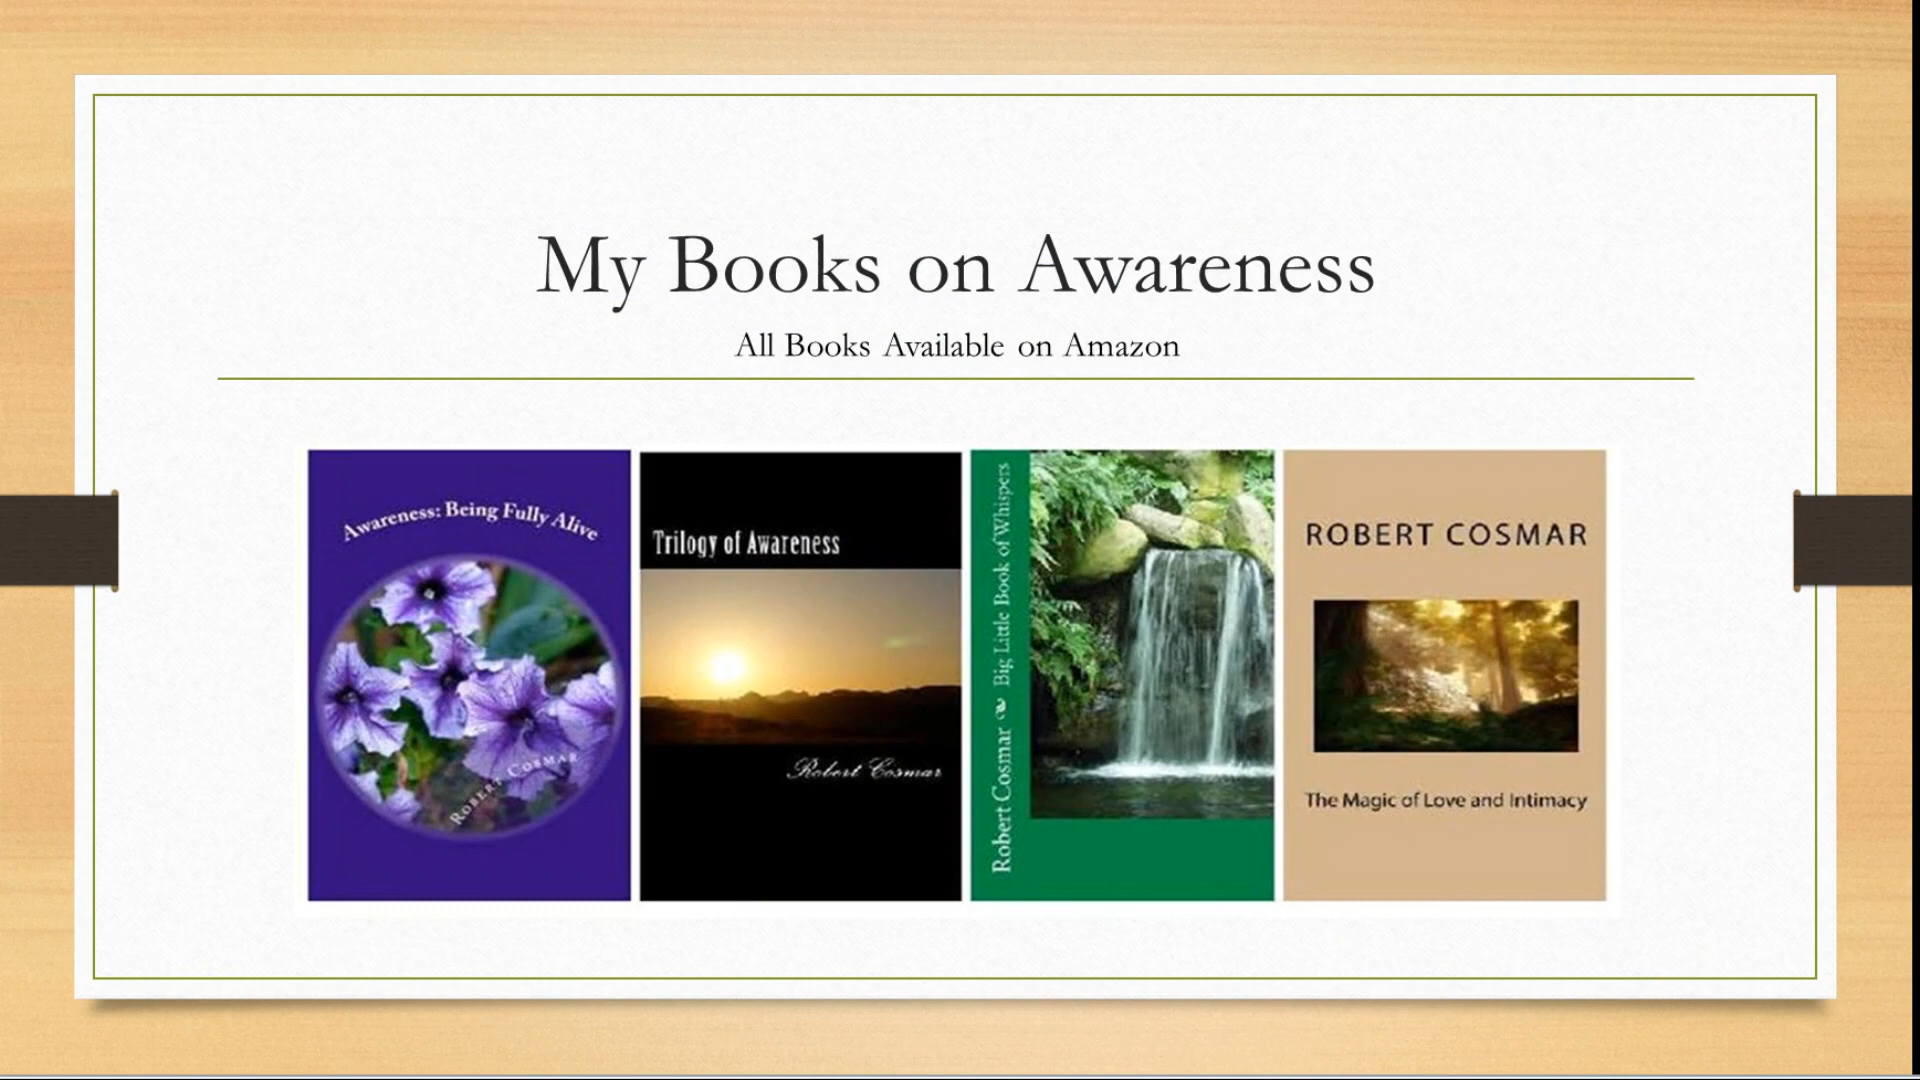 My Books on Awareness
All Books Available on Amazon
Awareness: Being Fully Alive
ROBERT COSMAR
Trilogy of Awareness
Robert Cosmar
Robert Cosmar Big Little Book of Whispers
ROBERT COSMAR
The Magic of Love and Intimacy